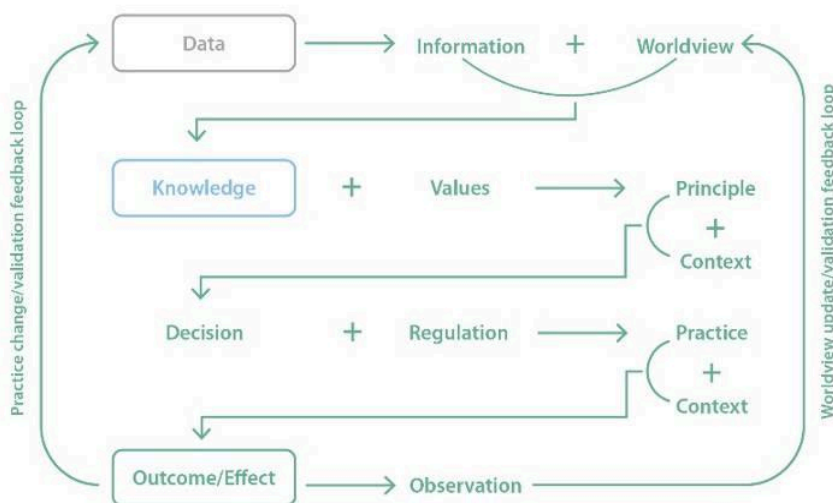 Data
Information + Worldview
Knowledge + Values
Principle
+
Context
Decision + Regulation
Practice
+
Context
Outcome/Effect
Observation
Practice change/validation feedback loop
Worldview update/validation feedback loop